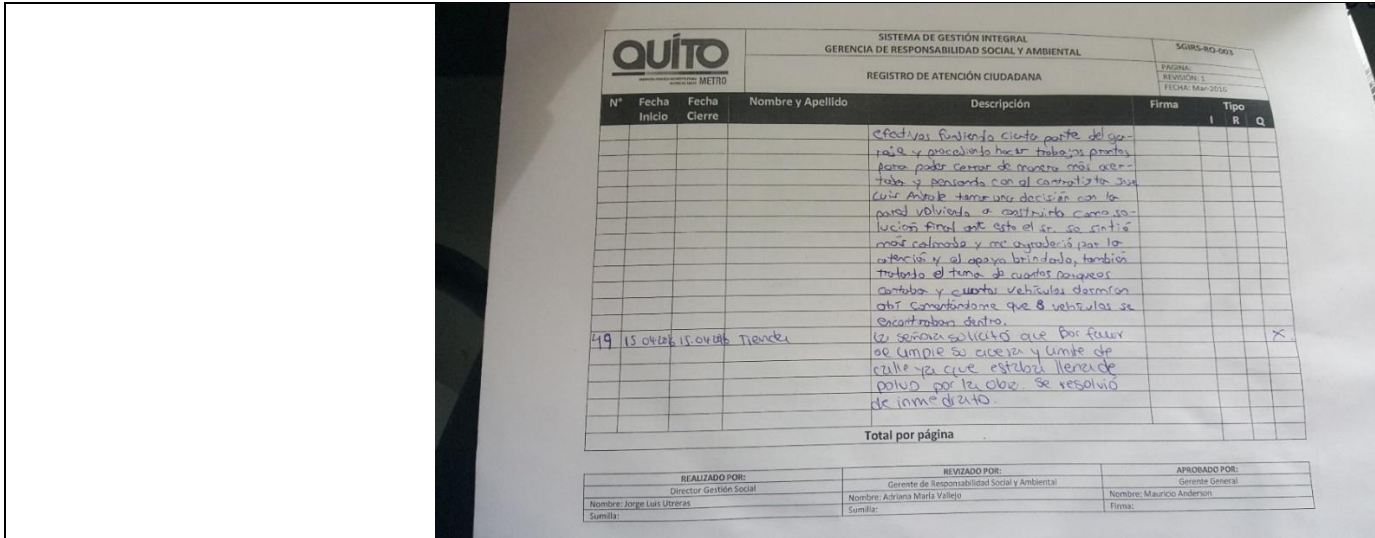 QUITO
METRO
SISTEMA DE GESTIÓN INTEGRAL
GERENCIA DE RESPONSABILIDAD SOCIAL Y AMBIENTAL
REGISTRO DE ATENCIÓN CIUDADANA
SGIRS-RO-003
PAGINA:
REVISIÓN: 1
FECHA: Mar-2016
N° Fecha Inicio Fecha Cierre Nombre y Apellido Descripción Firma Tipo
I R Q
efectivos fundiendo cierta parte del ga-
raje y procediendo hacer trabajos prontos
para poder cerrar de manera más acer-
tada y pensando con el contratista Jose
Luis Andrade tomar una decisión con la
pared volviendo a construirla como so-
lución final ante esto el sr. se sintió
más calmado y me agradeció por la
atención y el apoyo brindado, también
tratando el tema de cuantos parqueos
contaba y cuantos vehículos dormían
ahí comentándome que 8 vehículos se
encontraban dentro.
49 15 04 15.04 Tienda La señora solicitó que por favor X
se limpie su acera y límite de
calle ya que estaba llena de
polvo por la obra. Se resolvió
de inmediato.
Total por página
REALIZADO POR: REVIZADO POR: APROBADO POR:
Director Gestión Social Gerente de Responsabilidad Social y Ambiental Gerente General
Nombre: Jorge Luis Utreras Nombre: Adriana María Vallejo Nombre: Mauricio Anderson
Sumilla: Sumilla: Firma: